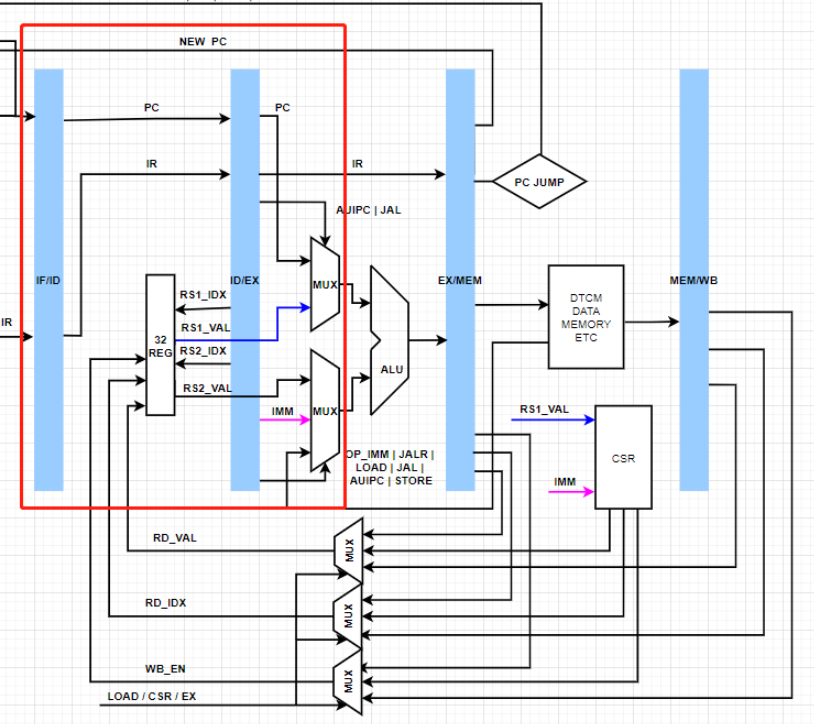 NEW PC
PC
PC
IR
IR
PC JUMP
AUIPC | JAL
IF/ID
ID/EX
MUX
EX/MEM
MEM/WB
RS1_IDX
DTCM
DATA
MEMORY
ETC
IR
RS1_VAL
32
REG
RS2_IDX
ALU
RS2_VAL
IMM
MUX
RS1_VAL
OP_IMM | JALR |
LOAD | JAL |
AUIPC | STORE
CSR
IMM
RD_VAL
MUX
RD_IDX
MUX
WB_EN
MUX
LOAD / CSR / EX